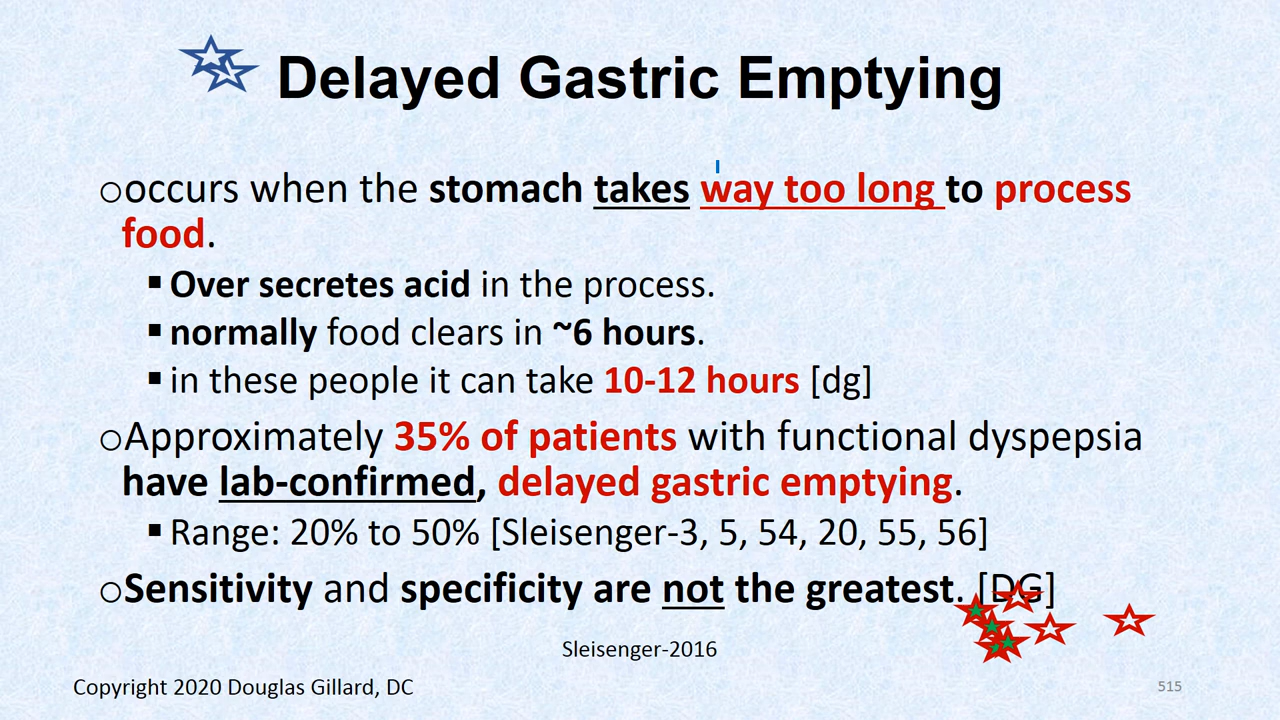 Delayed Gastric Emptying
○occurs when the stomach takes way too long to process
food.
▪ Over secretes acid in the process.
▪ normally food clears in ~6 hours.
▪ in these people it can take 10-12 hours [dg]
○Approximately 35% of patients with functional dyspepsia
have lab-confirmed, delayed gastric emptying.
▪ Range: 20% to 50% [Sleisenger-3, 5, 54, 20, 55, 56]
○Sensitivity and specificity are not the greatest. [DG]
Sleisenger-2016
Copyright 2020 Douglas Gillard, DC
515